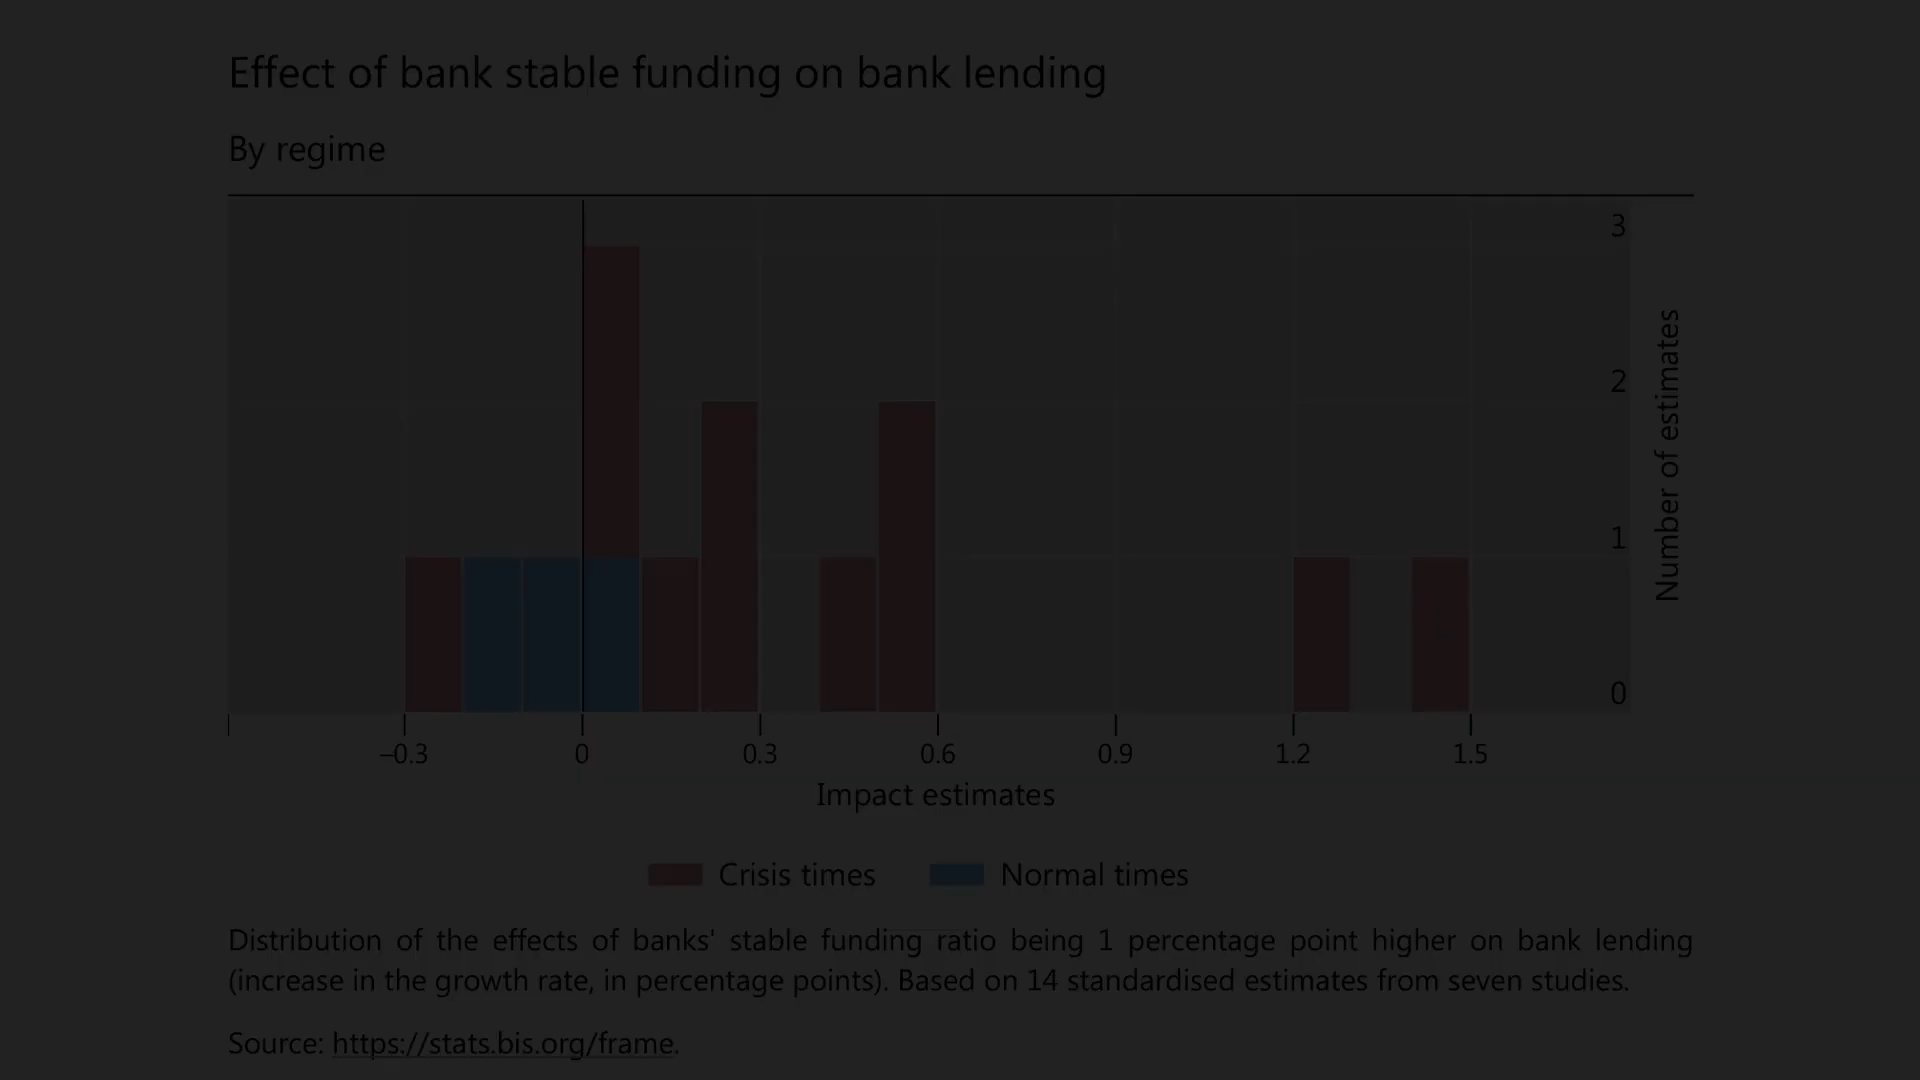 Effect of bank stable funding on bank lending
By regime
3
2
1
0
Number of estimates
–0.3 0 0.3 0.6 0.9 1.2 1.5
Impact estimates
Crisis times Normal times
Distribution of the effects of banks' stable funding ratio being 1 percentage point higher on bank lending
(increase in the growth rate, in percentage points). Based on 14 standardised estimates from seven studies.
Source: https://stats.bis.org/frame.